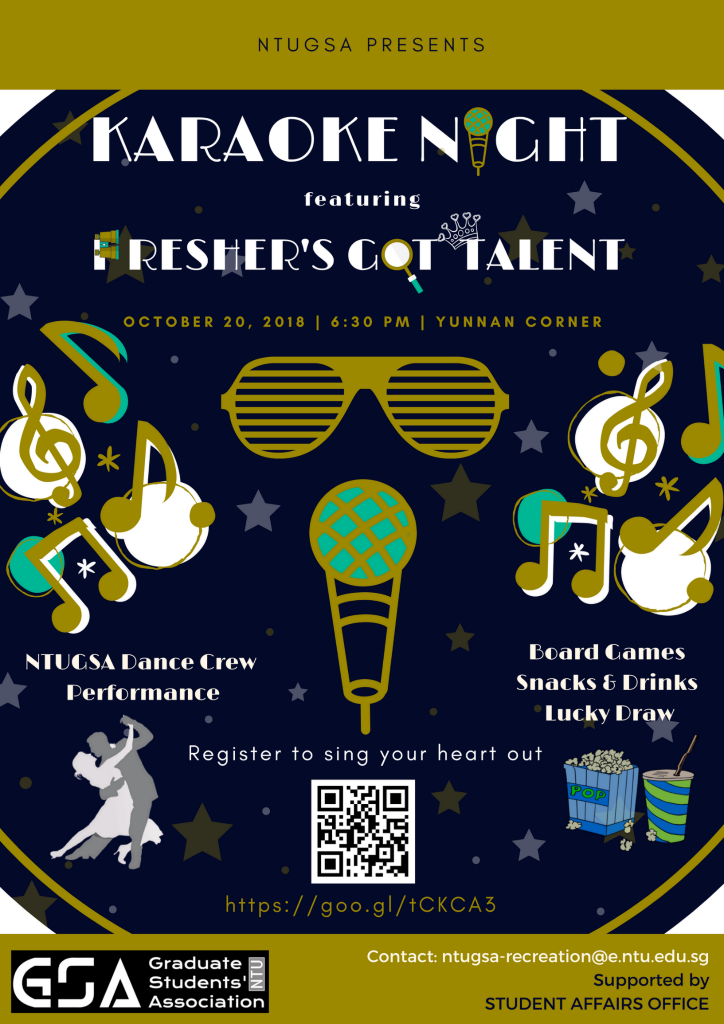 NTUGSA PRESENTS
KARAOKE NIGHT
featuring
FRESHER'S GOT TALENT
OCTOBER 20, 2018 | 6:30 PM | YUNNAN CORNER
NTUGSA Dance Crew
Performance
Board Games
Snacks & Drinks
Lucky Draw
Register to sing your heart out
POP
https://goo.gl/tCKCA3
GSA Graduate Students' Association NTU
Contact: ntugsa-recreation@e.ntu.edu.sg
Supported by
STUDENT AFFAIRS OFFICE